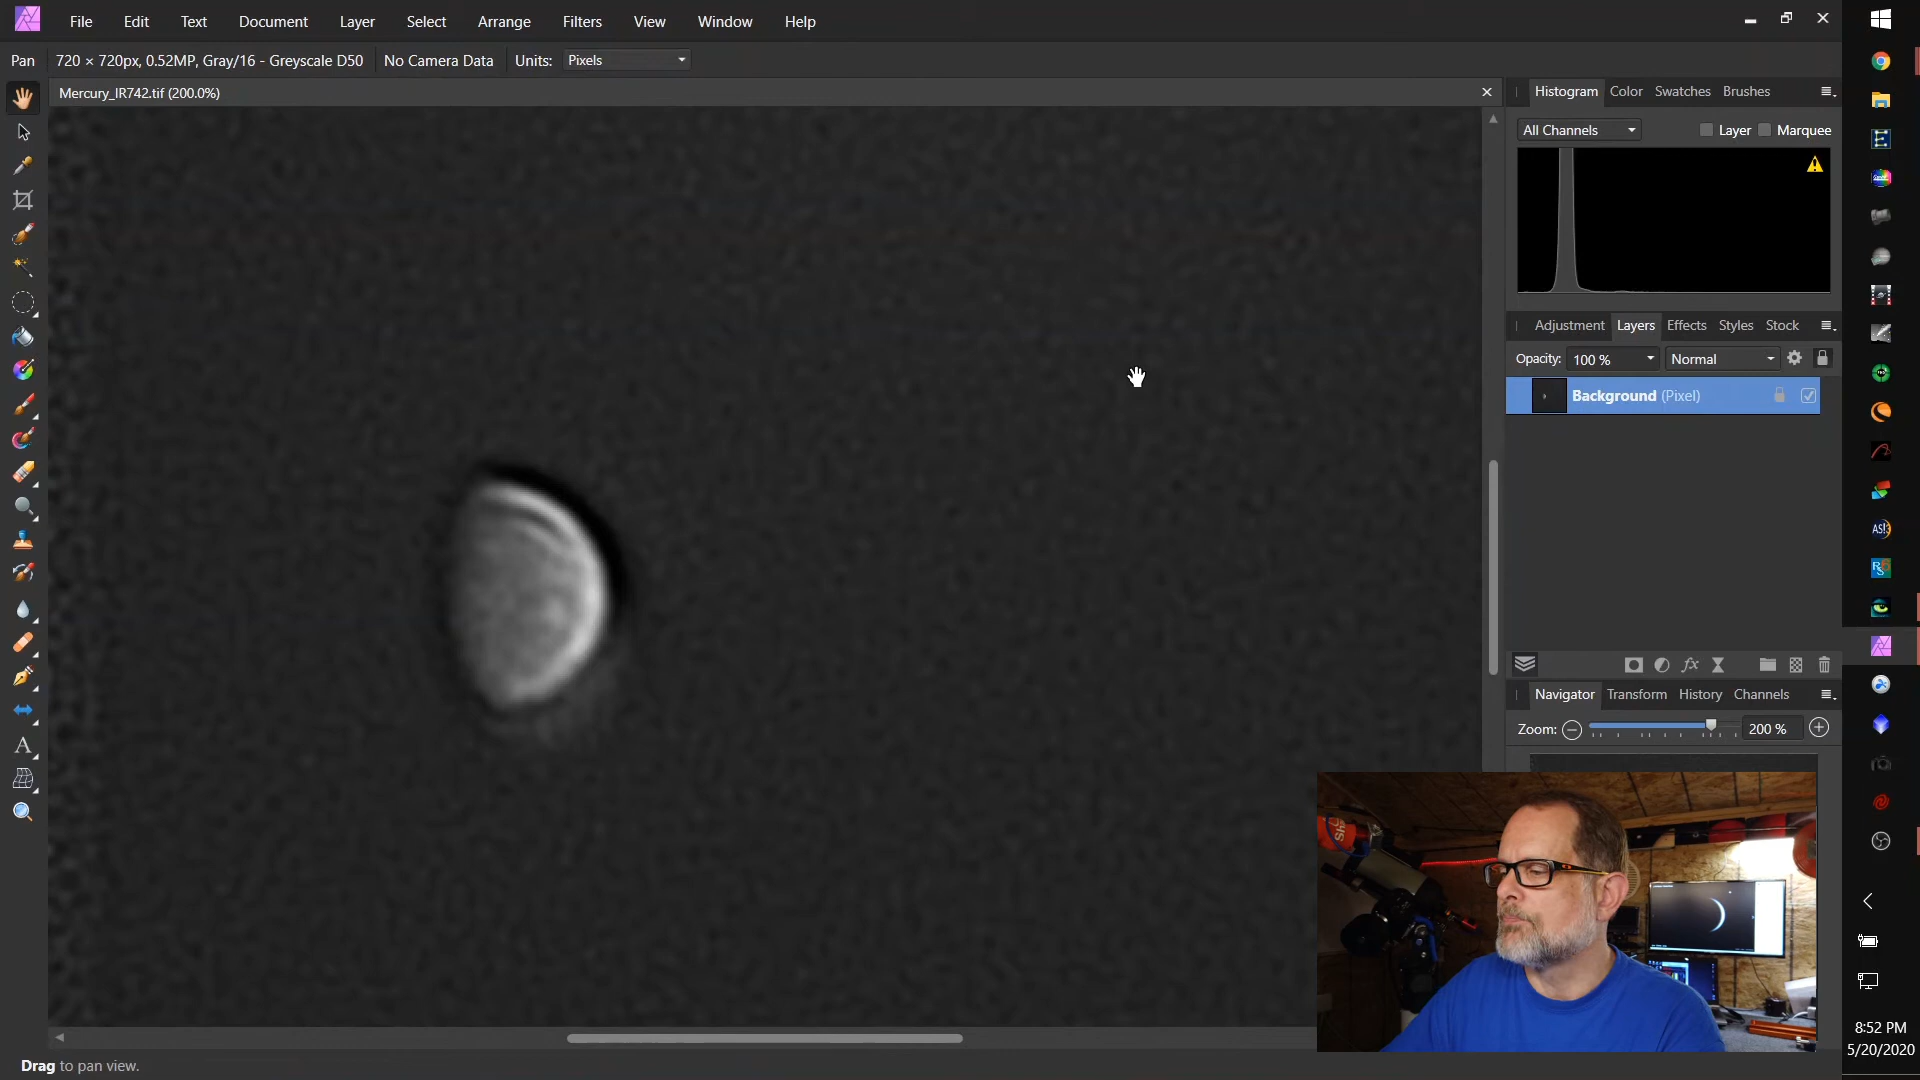 File Edit Text Document Layer Select Arrange Filters View Window Help
Pan 720 × 720px, 0.52MP, Gray/16 - Greyscale D50 No Camera Data Units: Pixels
Mercury_IR742.tif (200.0%)
Histogram Color Swatches Brushes
All Channels Layer Marquee
Adjustment Layers Effects Styles Stock
Opacity: 100 % Normal
Background (Pixel)
fx
Navigator Transform History Channels
Zoom: 200 %
A
8:52 PM
5/20/2020
Drag to pan view.